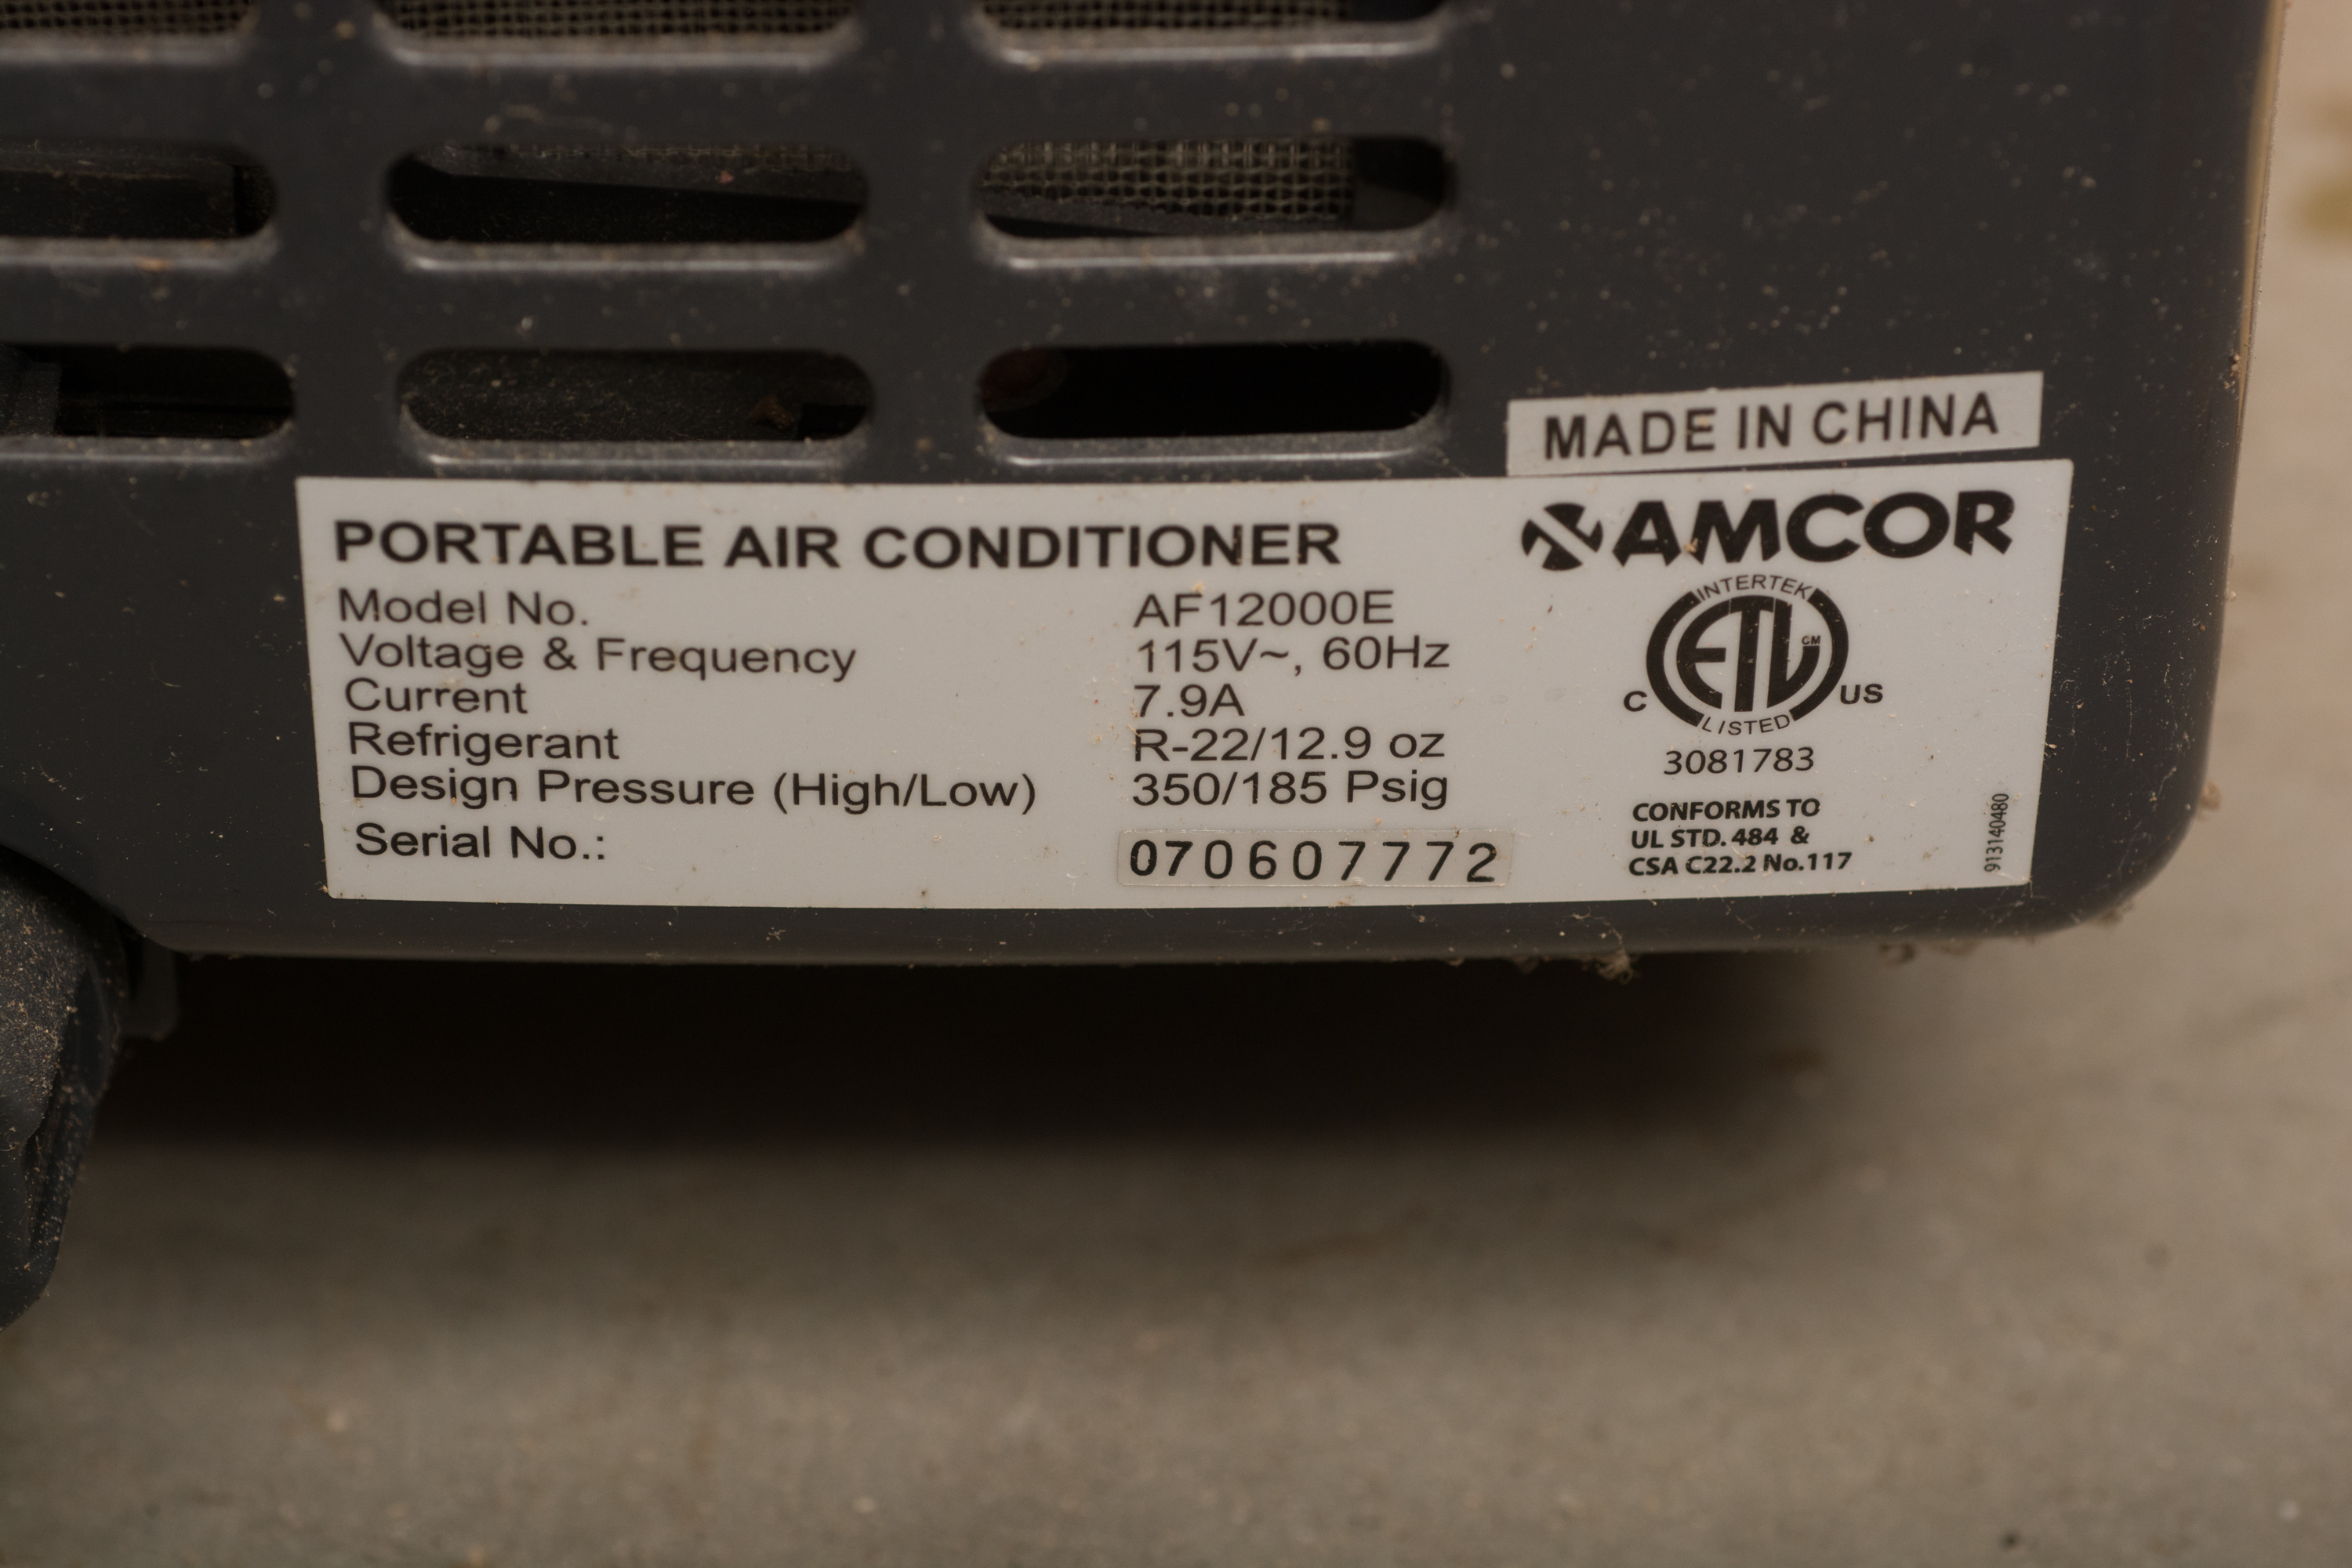 MADE IN CHINA
PORTABLE AIR CONDITIONER
AMCOR
Model No. AF12000E
Voltage & Frequency 115V~, 60Hz
Current 7.9A
Refrigerant R-22/12.9 oz
Design Pressure (High/Low) 350/185 Psig
Serial No.: 070607772
INTERTEK
ETL CM
C US
LISTED
3081783
CONFORMS TO
UL STD. 484 &
CSA C22.2 No.117
913140480